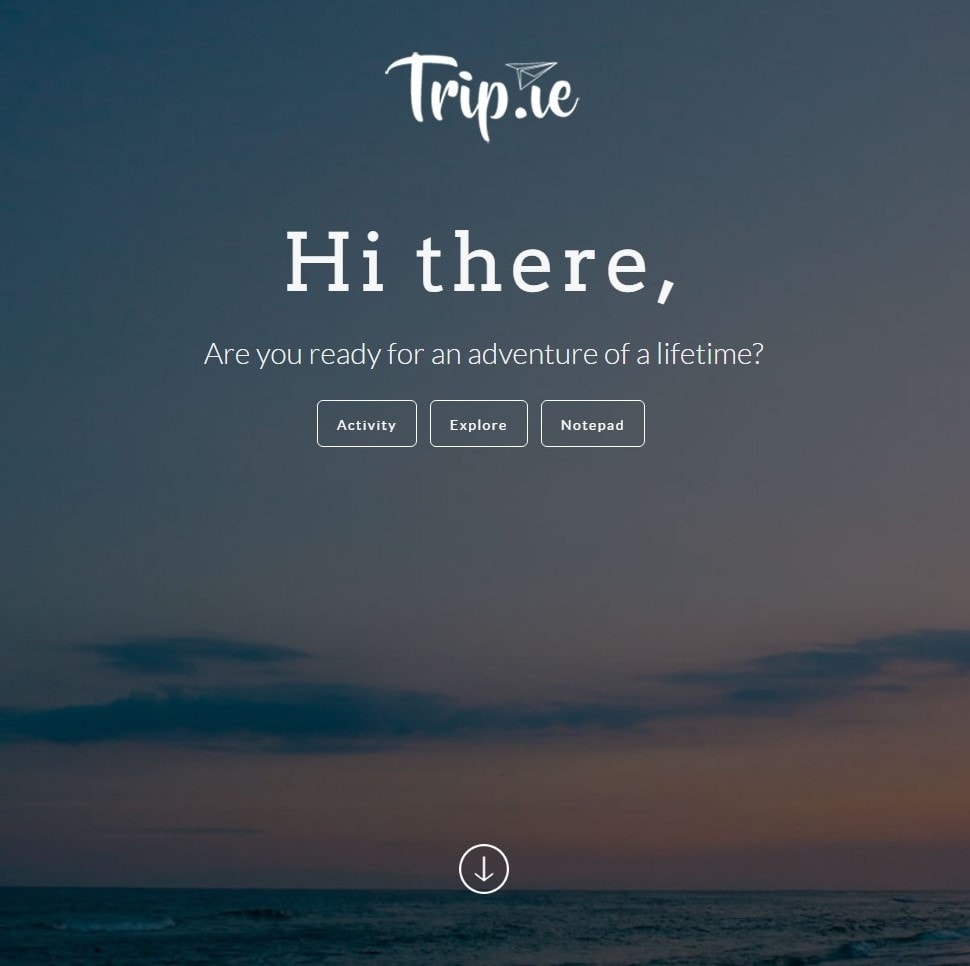 Trip.ie
Hi there,
Are you ready for an adventure of a lifetime?
Activity Explore Notepad